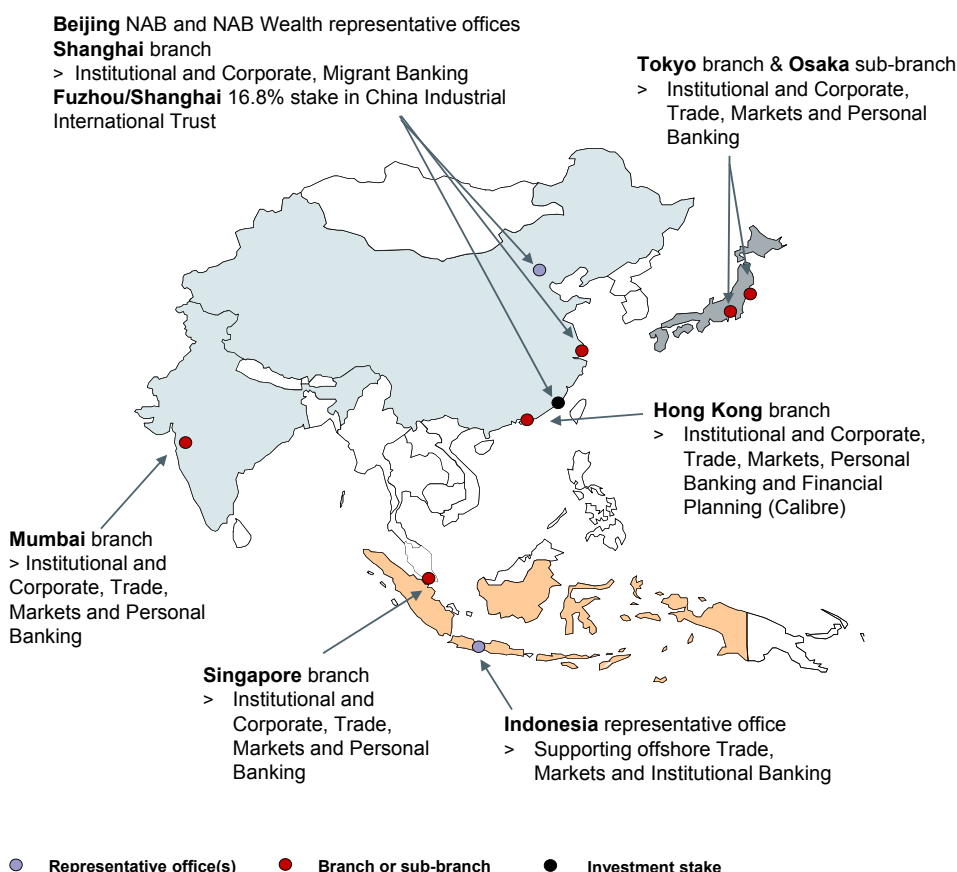 Beijing NAB and NAB Wealth representative offices
Shanghai branch
> Institutional and Corporate, Migrant Banking
Fuzhou/Shanghai 16.8% stake in China Industrial
International Trust
Tokyo branch & Osaka sub-branch
> Institutional and Corporate,
Trade, Markets and Personal
Banking
Hong Kong branch
> Institutional and Corporate,
Trade, Markets, Personal
Banking and Financial
Planning (Calibre)
Mumbai branch
> Institutional and
Corporate, Trade,
Markets and Personal
Banking
Singapore branch
> Institutional and
Corporate, Trade,
Markets and Personal
Banking
Indonesia representative office
> Supporting offshore Trade,
Markets and Institutional Banking
Representative office(s)
Branch or sub-branch
Investment stake